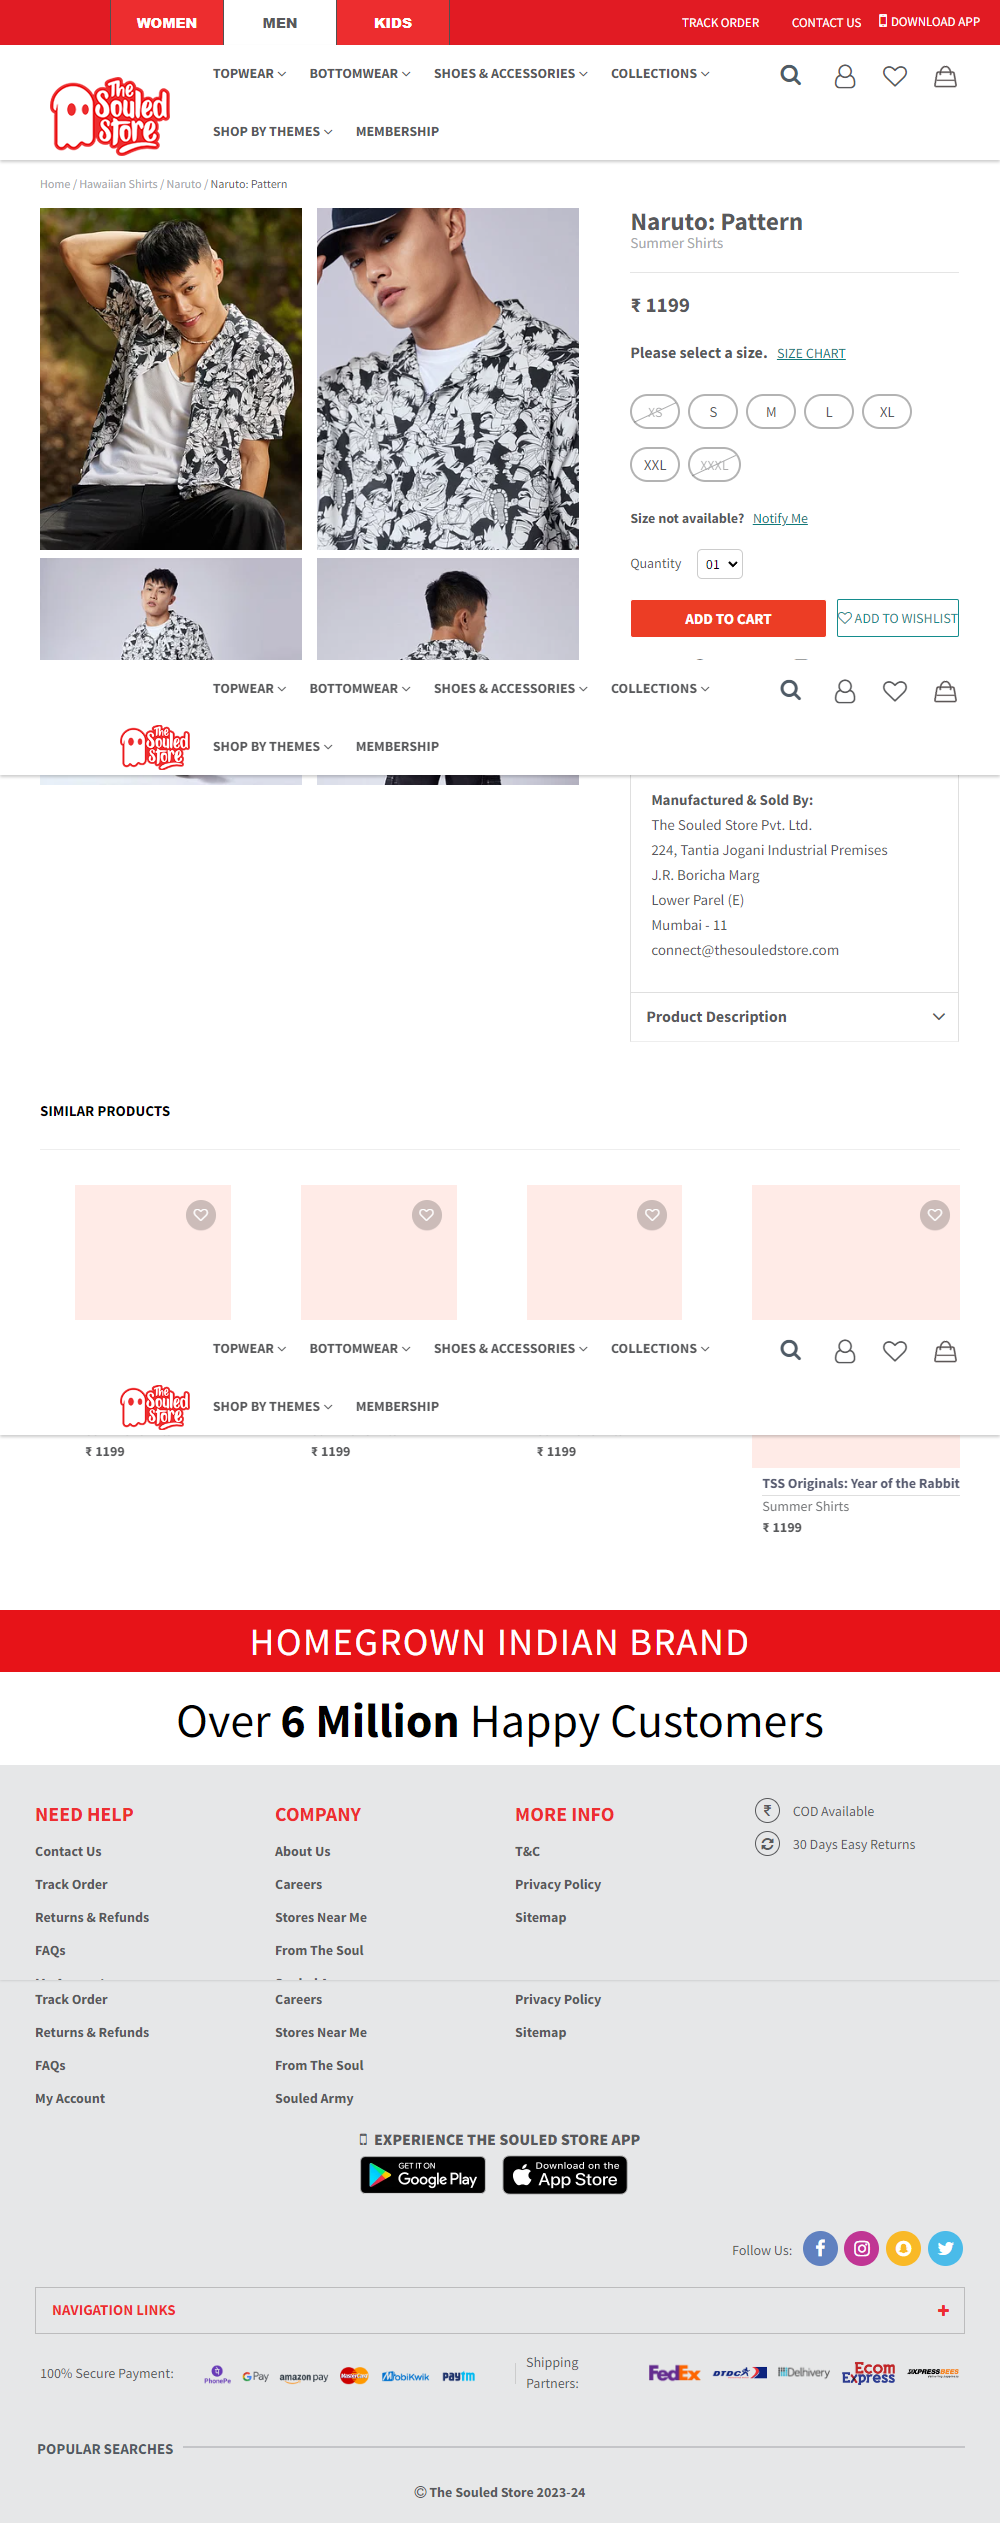 WOMEN MEN KIDS TRACK ORDER CONTACT US DOWNLOAD APP
TOPWEAR BOTTOMWEAR SHOES & ACCESSORIES COLLECTIONS
The Souled Store
SHOP BY THEMES MEMBERSHIP
Home / Hawaiian Shirts / Naruto / Naruto: Pattern
Naruto: Pattern
Summer Shirts
₹ 1199
Please select a size. SIZE CHART
XS S M L XL
XXL XXXL
Size not available? Notify Me
Quantity 01
ADD TO CART ADD TO WISHLIST
TOPWEAR BOTTOMWEAR SHOES & ACCESSORIES COLLECTIONS
The Souled Store
SHOP BY THEMES MEMBERSHIP
Manufactured & Sold By:
The Souled Store Pvt. Ltd.
224, Tantia Jogani Industrial Premises
J.R. Boricha Marg
Lower Parel (E)
Mumbai - 11
connect@thesouledstore.com
Product Description
SIMILAR PRODUCTS
TOPWEAR BOTTOMWEAR SHOES & ACCESSORIES COLLECTIONS
The Souled Store
SHOP BY THEMES MEMBERSHIP
₹ 1199 ₹ 1199 ₹ 1199
TSS Originals: Year of the Rabbit
Summer Shirts
₹ 1199
HOMEGROWN INDIAN BRAND
Over 6 Million Happy Customers
NEED HELP COMPANY MORE INFO ₹ COD Available
Contact Us About Us T&C 30 Days Easy Returns
Track Order Careers Privacy Policy
Returns & Refunds Stores Near Me Sitemap
FAQs From The Soul
Track Order Careers Privacy Policy
Returns & Refunds Stores Near Me Sitemap
FAQs From The Soul
My Account Souled Army
EXPERIENCE THE SOULED STORE APP
GET IT ON Google Play Download on the App Store
Follow Us:
NAVIGATION LINKS +
100% Secure Payment: PhonePe G Pay amazon pay MasterCard MobiKwik paytm Shipping Partners: FedEx DTDC Delhivery Ecom Express XPRESSBEES
POPULAR SEARCHES
© The Souled Store 2023-24